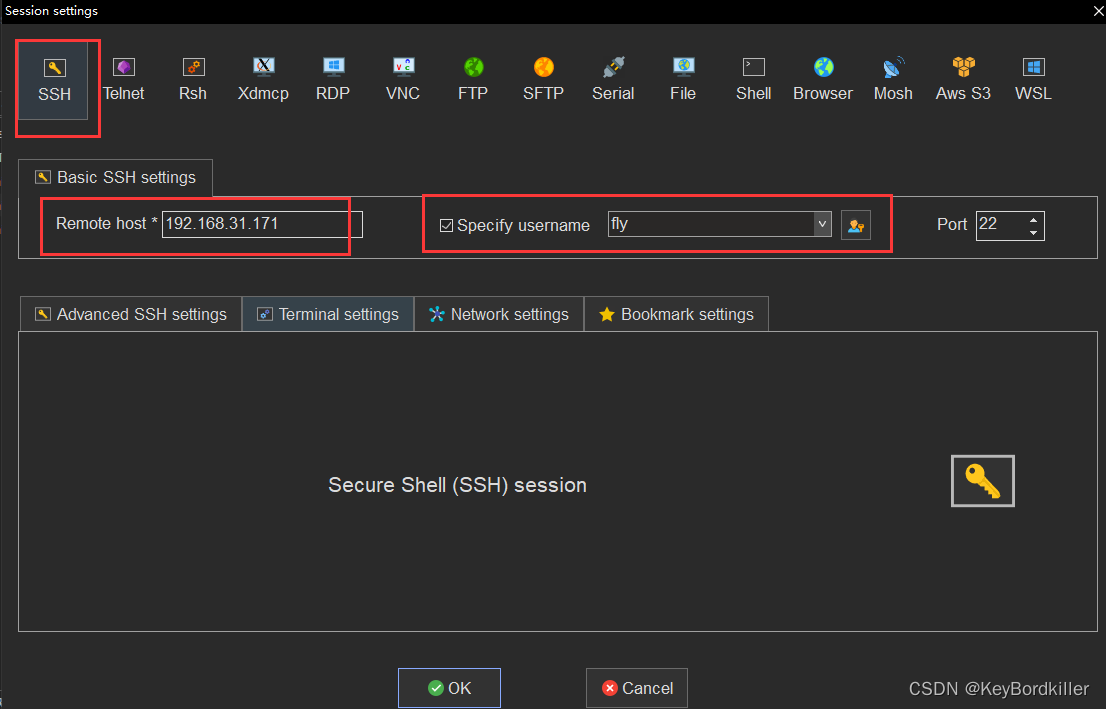 Session settings
SSH Telnet Rsh Xdmcp RDP VNC FTP SFTP Serial File Shell Browser Mosh Aws S3 WSL
Basic SSH settings
Remote host * 192.168.31.171 Specify username fly Port 22
Advanced SSH settings Terminal settings Network settings Bookmark settings
Secure Shell (SSH) session
OK Cancel
CSDN @KeyBordkiller